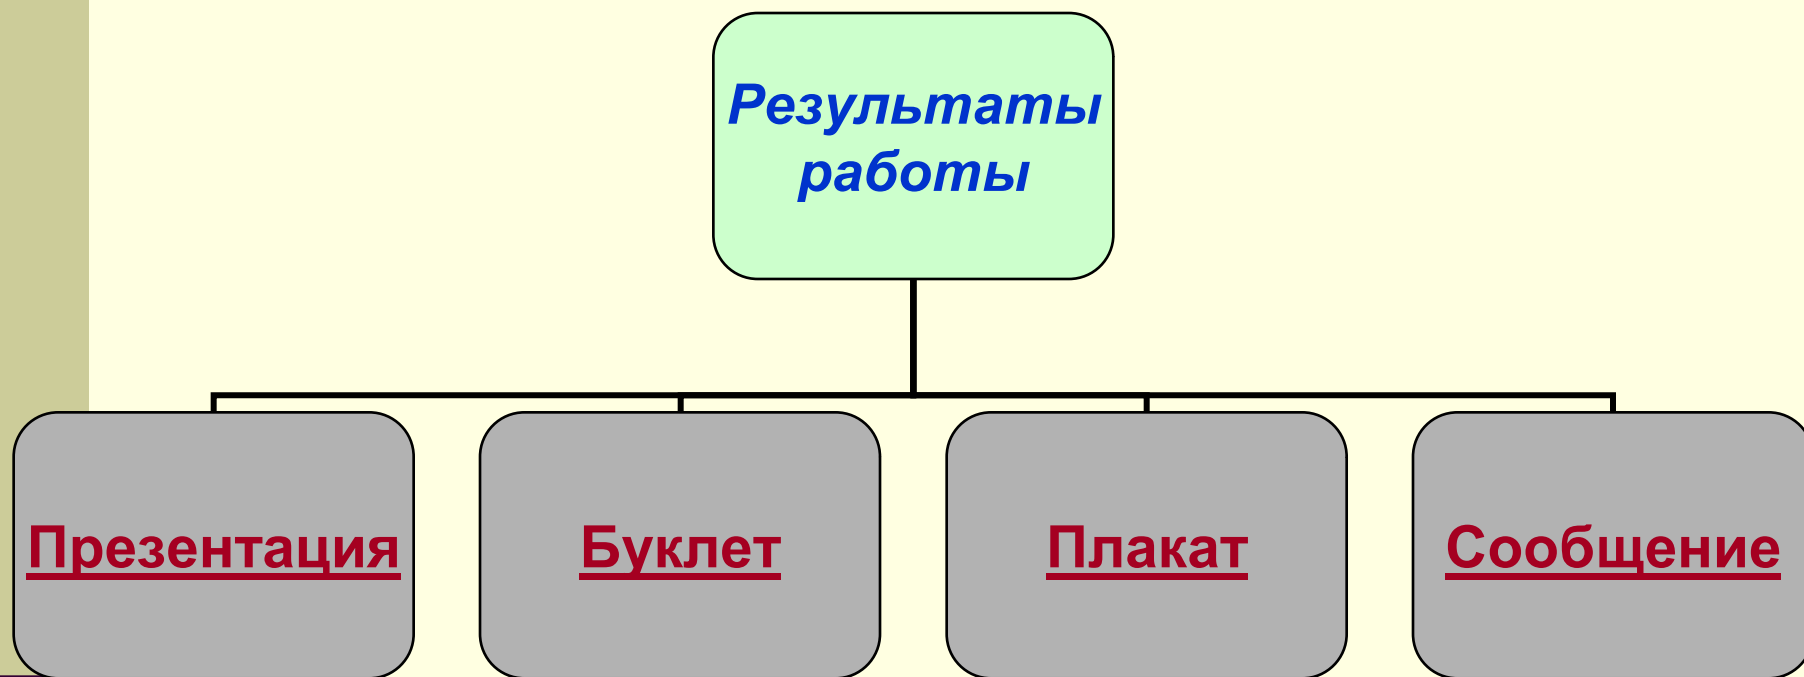 Результаты
работы
Презентация
Буклет
Плакат
Сообщение